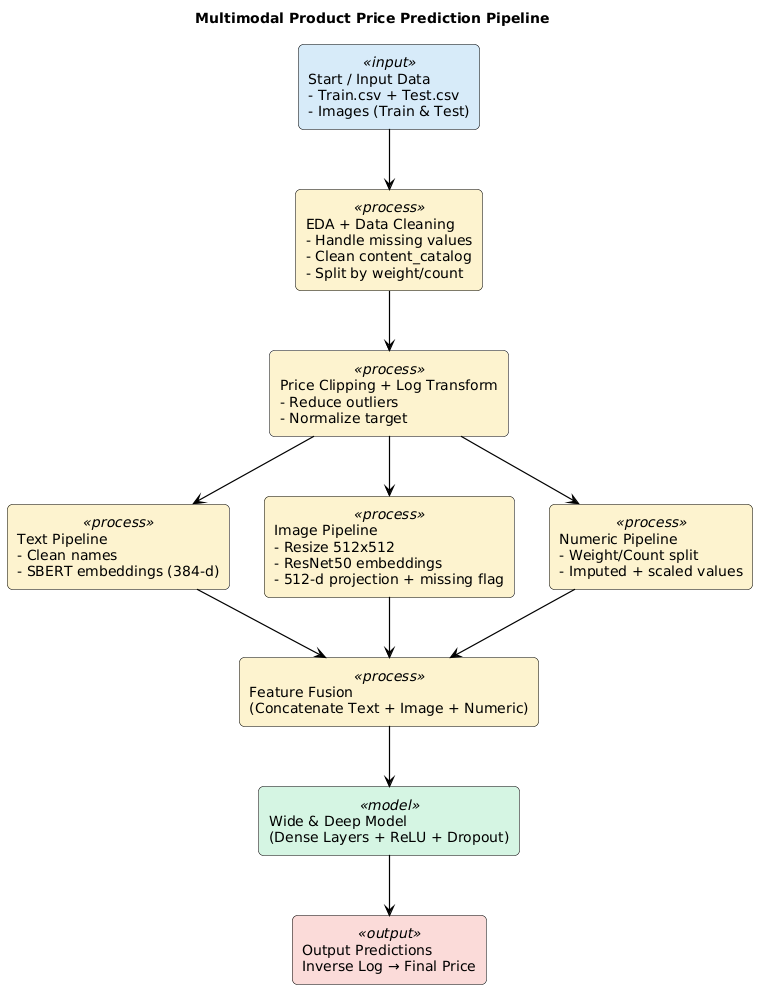 Multimodal Product Price Prediction Pipeline
«input»
Start / Input Data
- Train.csv + Test.csv
- Images (Train & Test)
«process»
EDA + Data Cleaning
- Handle missing values
- Clean content_catalog
- Split by weight/count
«process»
Price Clipping + Log Transform
- Reduce outliers
- Normalize target
«process»
Text Pipeline
- Clean names
- SBERT embeddings (384-d)
«process»
Image Pipeline
- Resize 512x512
- ResNet50 embeddings
- 512-d projection + missing flag
«process»
Numeric Pipeline
- Weight/Count split
- Imputed + scaled values
«process»
Feature Fusion
(Concatenate Text + Image + Numeric)
«model»
Wide & Deep Model
(Dense Layers + ReLU + Dropout)
«output»
Output Predictions
Inverse Log → Final Price